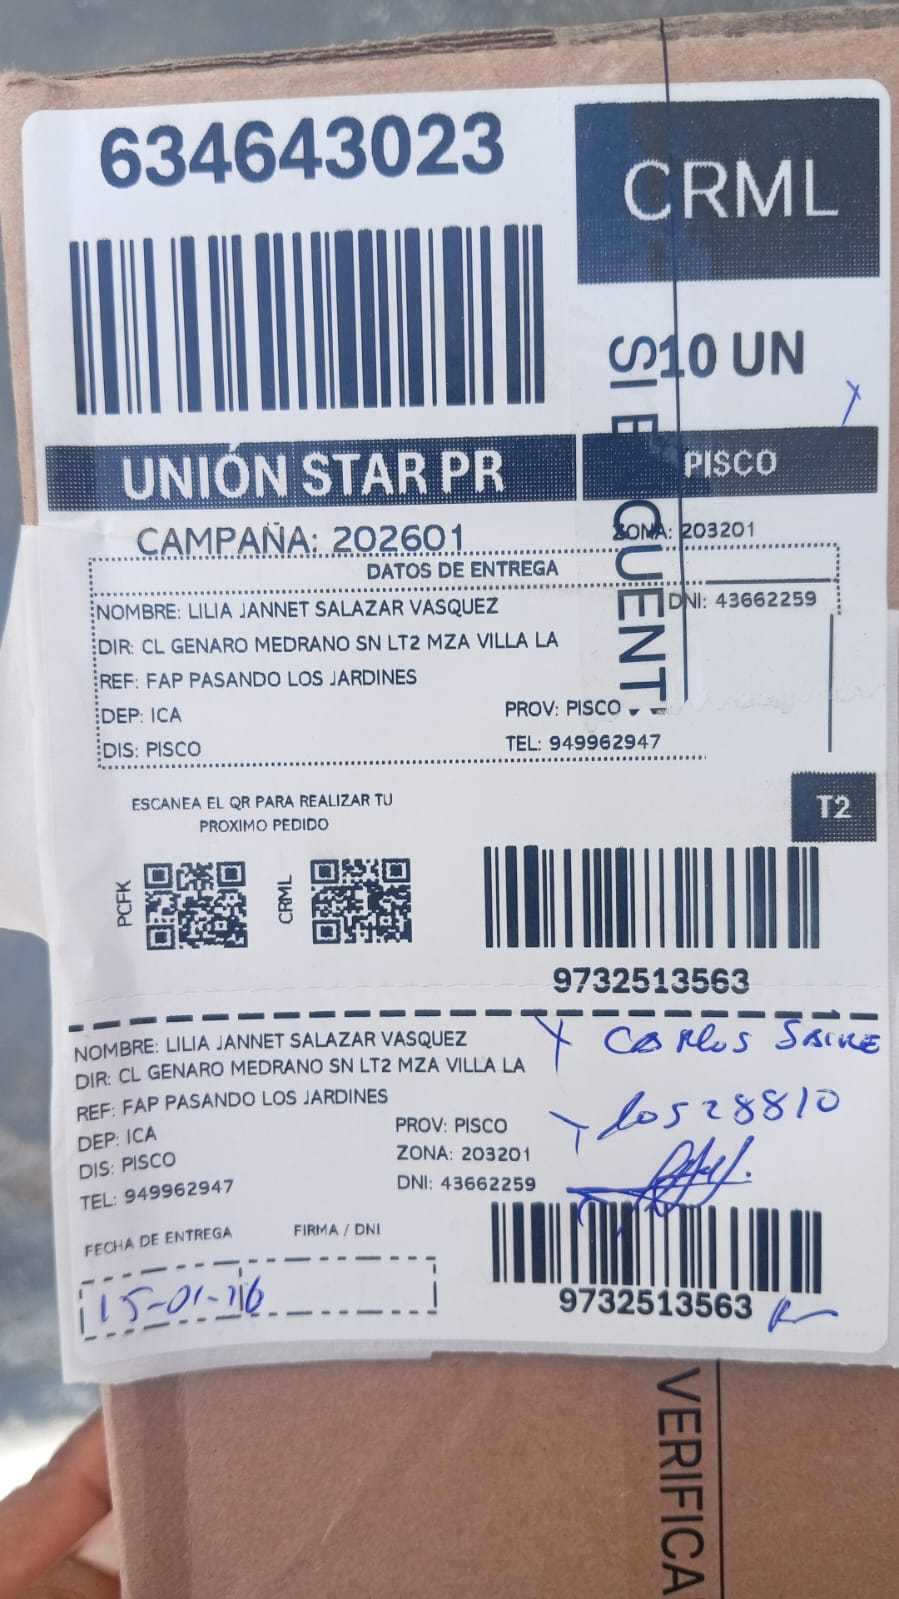 634643023
CRML
10 UN
UNIÓN STAR PR
PISCO
CAMPAÑA: 202601
ZONA: 203201
DATOS DE ENTREGA
NOMBRE: LILIA JANNET SALAZAR VASQUEZ
DNI: 43662259
DIR: CL GENARO MEDRANO SN LT2 MZA VILLA LA
REF: FAP PASANDO LOS JARDINES
DEP: ICA
PROV: PISCO
DIS: PISCO
TEL: 949962947
SI E
CUENT
ESCANEA EL QR PARA REALIZAR TU
PROXIMO PEDIDO
T2
PCFK
CRML
9732513563
NOMBRE: LILIA JANNET SALAZAR VASQUEZ
DIR: CL GENARO MEDRANO SN LT2 MZA VILLA LA
REF: FAP PASANDO LOS JARDINES
DEP: ICA
PROV: PISCO
DIS: PISCO
ZONA: 203201
TEL: 949962947
DNI: 43662259
X CARLOS
FECHA DE ENTREGA
FIRMA / DNI
15-01-26
9732513563
VERIFICA